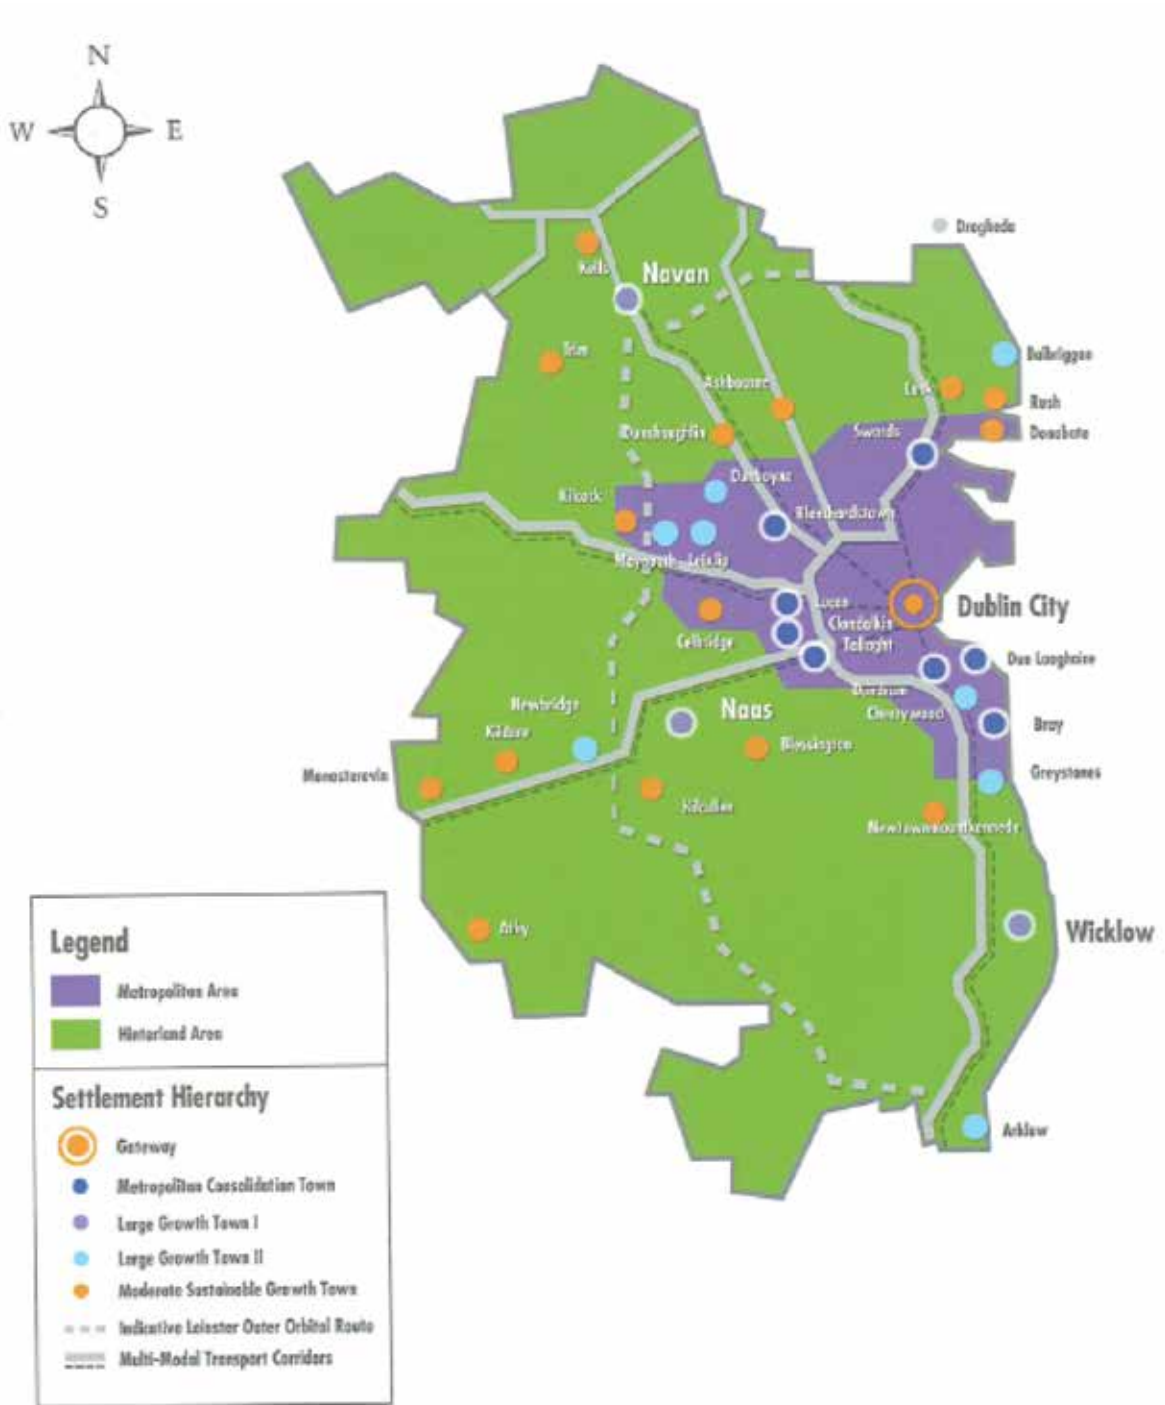 N
W
E
S
Drogheda
Kells
Navan
Trim
Balbriggan
Ashbourne
Lusk
Rush
Dunshaughlin
Swords
Donabate
Dunboyne
Kilcock
Blanchardstown
Maynooth
Leixlip
Lucan
Dublin City
Clondalkin
Celbridge
Tallaght
Dun Laoghaire
Dundrum
Newbridge
Naas
Cherrywood
Bray
Kildare
Blessington
Monasterevin
Greystones
Kilcullen
Newtownmountkennedy
Athy
Wicklow
Arklow
Legend
Metropolitan Area
Hinterland Area
Settlement Hierarchy
Gateway
Metropolitan Consolidation Town
Large Growth Town I
Large Growth Town II
Moderate Sustainable Growth Town
Indicative Leinster Outer Orbital Route
Multi-Modal Transport Corridors